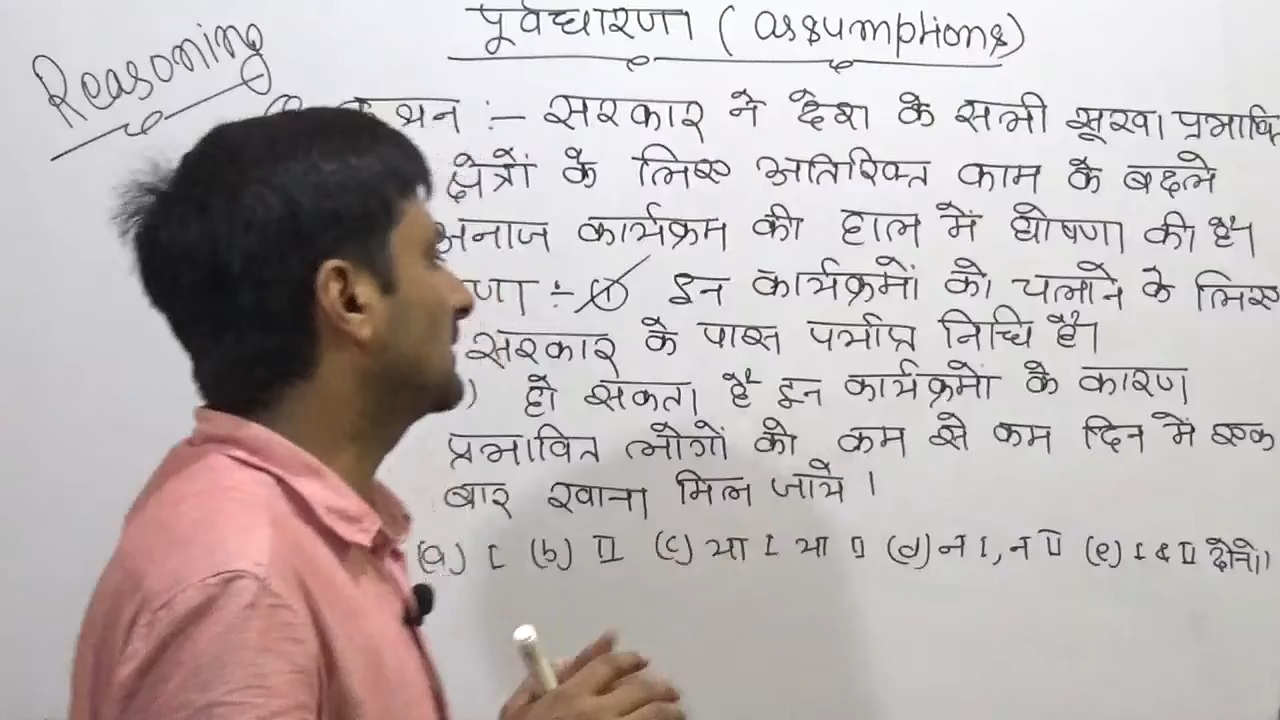 Reasoning
पूर्वधारणा (assumptions)
थन :- सरकार ने देश के सभी सूखा प्रभावि
क्षेत्रों के लिए अतिरिक्त काम के बदले
अनाज कार्यक्रम की हाल में घोषणा की है।
णा :- (I) इन कार्यक्रमों को चलाने के लिए
सरकार के पास पर्याप्त निधि है।
) हो सकता है इन कार्यक्रमों के कारण
प्रभावित लोगों को कम से कम दिन में एक
बार खाना मिल जाये ।
(a) I (b) II (c) या I या II (d) न I, न II (e) I & II दोनो।।